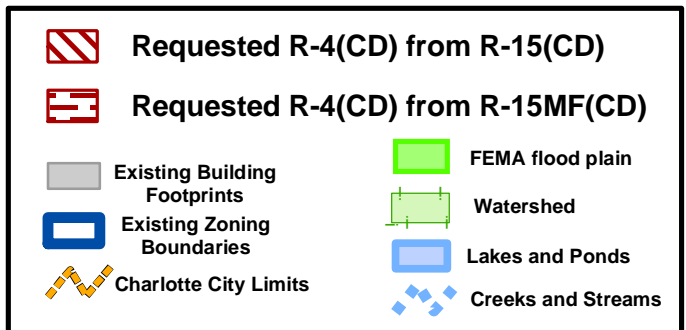 Requested R-4(CD) from R-15(CD)
Requested R-4(CD) from R-15MF(CD)
Existing Building
Footprints
Existing Zoning
Boundaries
Charlotte City Limits
FEMA flood plain
Watershed
Lakes and Ponds
Creeks and Streams